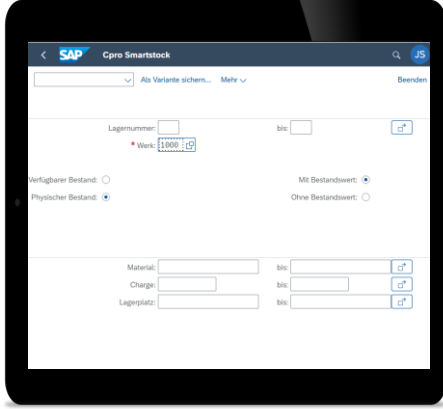 SAP Cpro Smartstock JS
Als Variante sichern... Mehr Beenden
Lagernummer: bis:
* Werk: 1000
Verfügbarer Bestand: Mit Bestandswert:
Physischer Bestand: Ohne Bestandswert:
Material: bis:
Charge: bis:
Lagerplatz: bis: